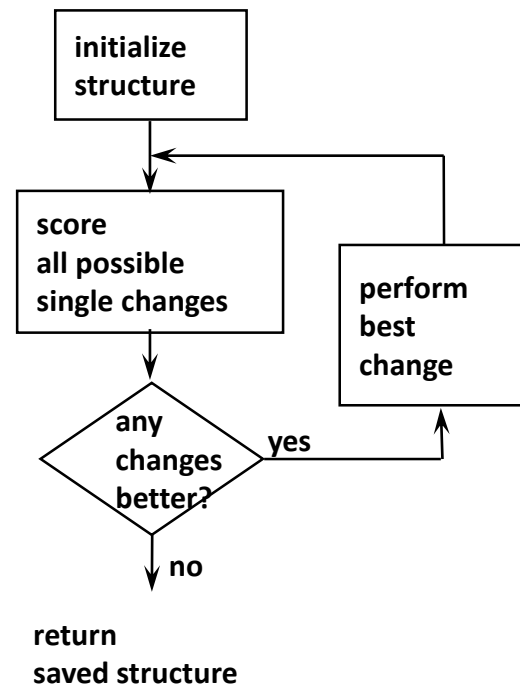 initialize
structure
score
all possible
single changes
perform
best
change
any
changes
better?
yes
no
return
saved structure